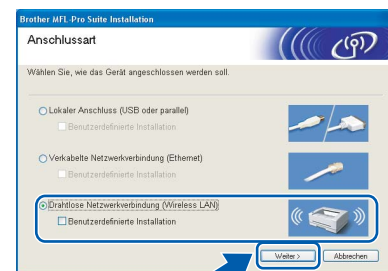 Brother MFL-Pro Suite Installation
Anschlussart
Wählen Sie, wie das Gerät angeschlossen werden soll.
Lokaler Anschluss (USB oder parallel)
Benutzerdefinierte Installation
Verkabelte Netzwerkverbindung (Ethernet)
Benutzerdefinierte Installation
Drahtlose Netzwerkverbindung (Wireless LAN)
Benutzerdefinierte Installation
Weiter >
Abbrechen